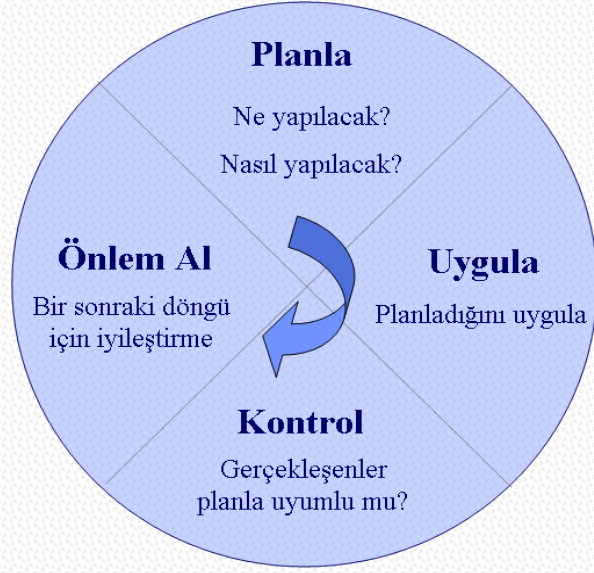 Planla
Ne yapılacak?
Nasıl yapılacak?
Uygula
Planladığını uygula
Kontrol
Gerçekleşenler
planla uyumlu mu?
Önlem Al
Bir sonraki döngü
için iyileştirme